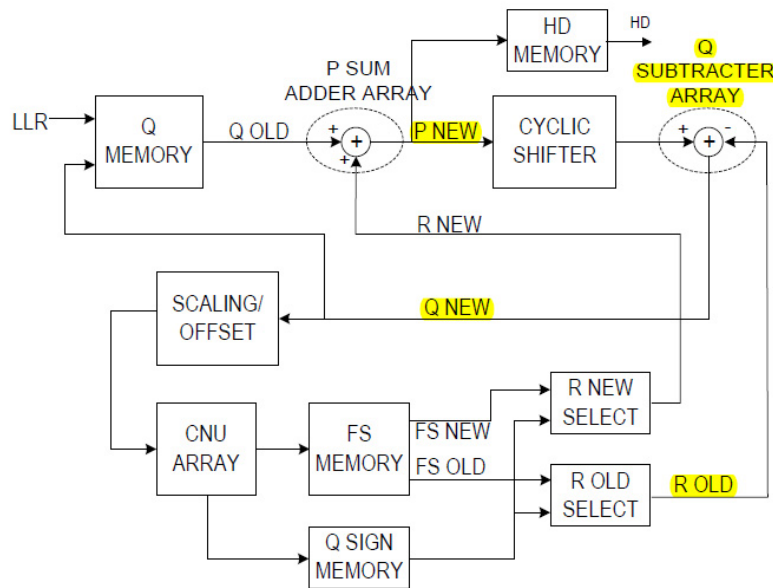 HD
MEMORY
HD
Q
SUBTRACTER
ARRAY
P SUM
ADDER ARRAY
LLR
Q
MEMORY
Q OLD
+
+
+
P NEW
CYCLIC
SHIFTER
+
-
+
R NEW
SCALING/
OFFSET
Q NEW
CNU
ARRAY
FS
MEMORY
FS NEW
FS OLD
R NEW
SELECT
R OLD
SELECT
R OLD
Q SIGN
MEMORY